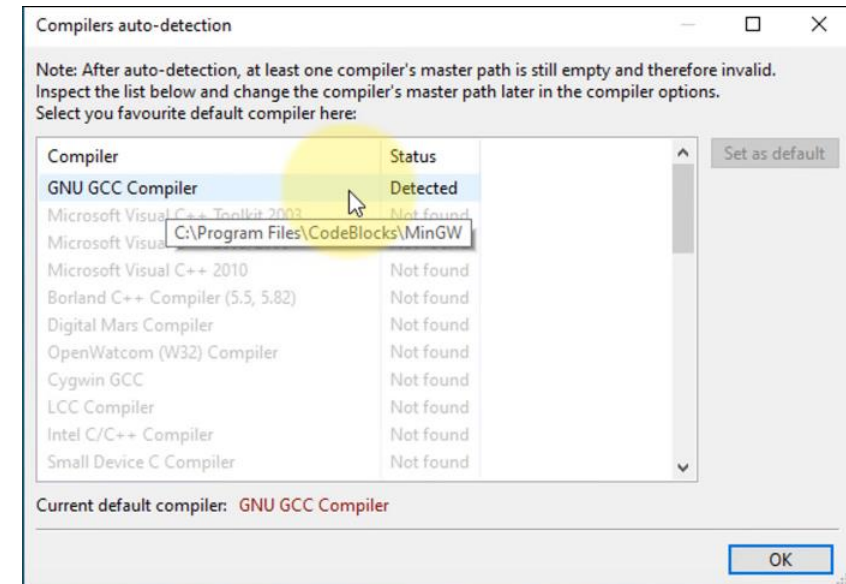 Compilers auto-detection
Note: After auto-detection, at least one compiler's master path is still empty and therefore invalid.
Inspect the list below and change the compiler's master path later in the compiler options.
Select you favourite default compiler here:
Compiler Status
Set as default
GNU GCC Compiler Detected
Microsoft Visual C++ Toolkit 2003 Not found
C:\Program Files\CodeBlocks\MinGW
Microsoft Visua
Microsoft Visual C++ 2010 Not found
Borland C++ Compiler (5.5, 5.82) Not found
Digital Mars Compiler Not found
OpenWatcom (W32) Compiler Not found
Cygwin GCC Not found
LCC Compiler Not found
Intel C/C++ Compiler Not found
Small Device C Compiler Not found
Current default compiler: GNU GCC Compiler
OK